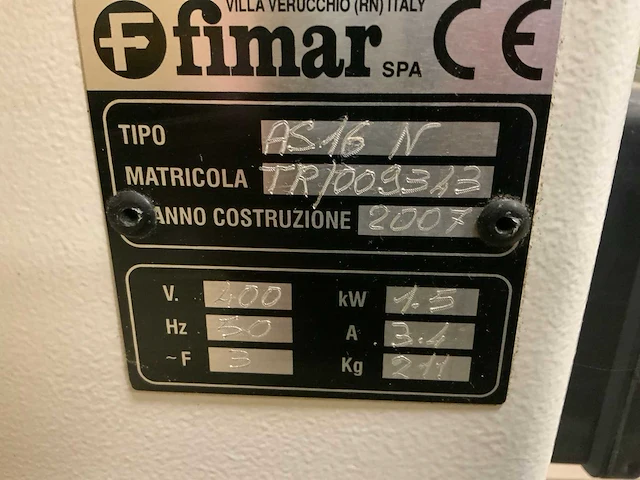 VILLA VERUCCHIO (RN) ITALY
F fimar SPA CE
TIPO AS16 N
MATRICOLA TR/009313
ANNO COSTRUZIONE 2007
V. 400 kW 1.5
Hz 50 A 3.4
~F 3 Kg 211